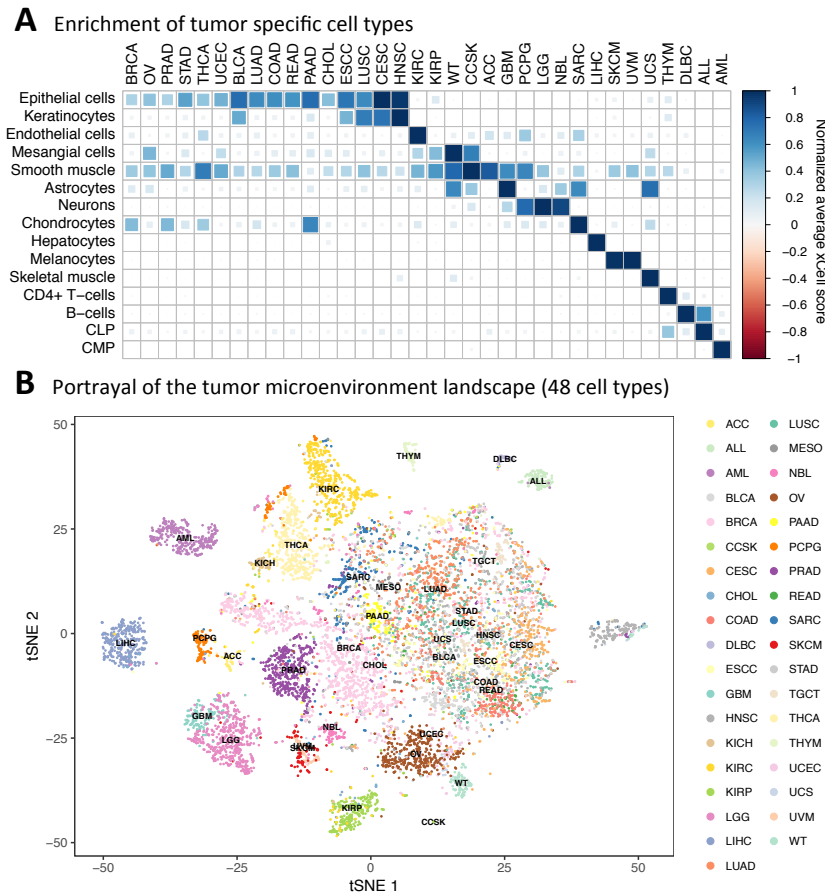 A Enrichment of tumor specific cell types
BRCA OV PRAD STAD THCA UCEC BLCA LUAD COAD READ PAAD CHOL ESCC LUSC CESC HNSC KIRC KIRP WT CCSK ACC GBM PCPG LGG NBL SARC LIHC SKCM UVM UCS THYM DLBC ALL AML
Epithelial cells
Keratinocytes
Endothelial cells
Mesangial cells
Smooth muscle
Astrocytes
Neurons
Chondrocytes
Hepatocytes
Melanocytes
Skeletal muscle
CD4+ T−cells
B−cells
CLP
CMP
1
0.8
0.6
0.4
0.2
0
−0.2
−0.4
−0.6
−0.8
−1
Normalized average xCell score
B Portrayal of the tumor microenvironment landscape (48 cell types)
50
25
0
−25
−50
tSNE 2
−50 −25 0 25 50
tSNE 1
THYM
DLBC
ALL
KIRC
AML
THCA
KICH
TGCT
SARC
MESO
LUAD
STAD
PAAD
LUSC
LIHC
PCPG
ACC
UCS
HNSC
CESC
BRCA
BLCA
ESCC
PRAD
CHOL
COAD
READ
GBM
LGG
NBL
UVM
SKCM
UCEC
OV
WT
KIRP
CCSK
ACC LUSC
ALL MESO
AML NBL
BLCA OV
BRCA PAAD
CCSK PCPG
CESC PRAD
CHOL READ
COAD SARC
DLBC SKCM
ESCC STAD
GBM TGCT
HNSC THCA
KICH THYM
KIRC UCEC
KIRP UCS
LGG UVM
LIHC WT
LUAD